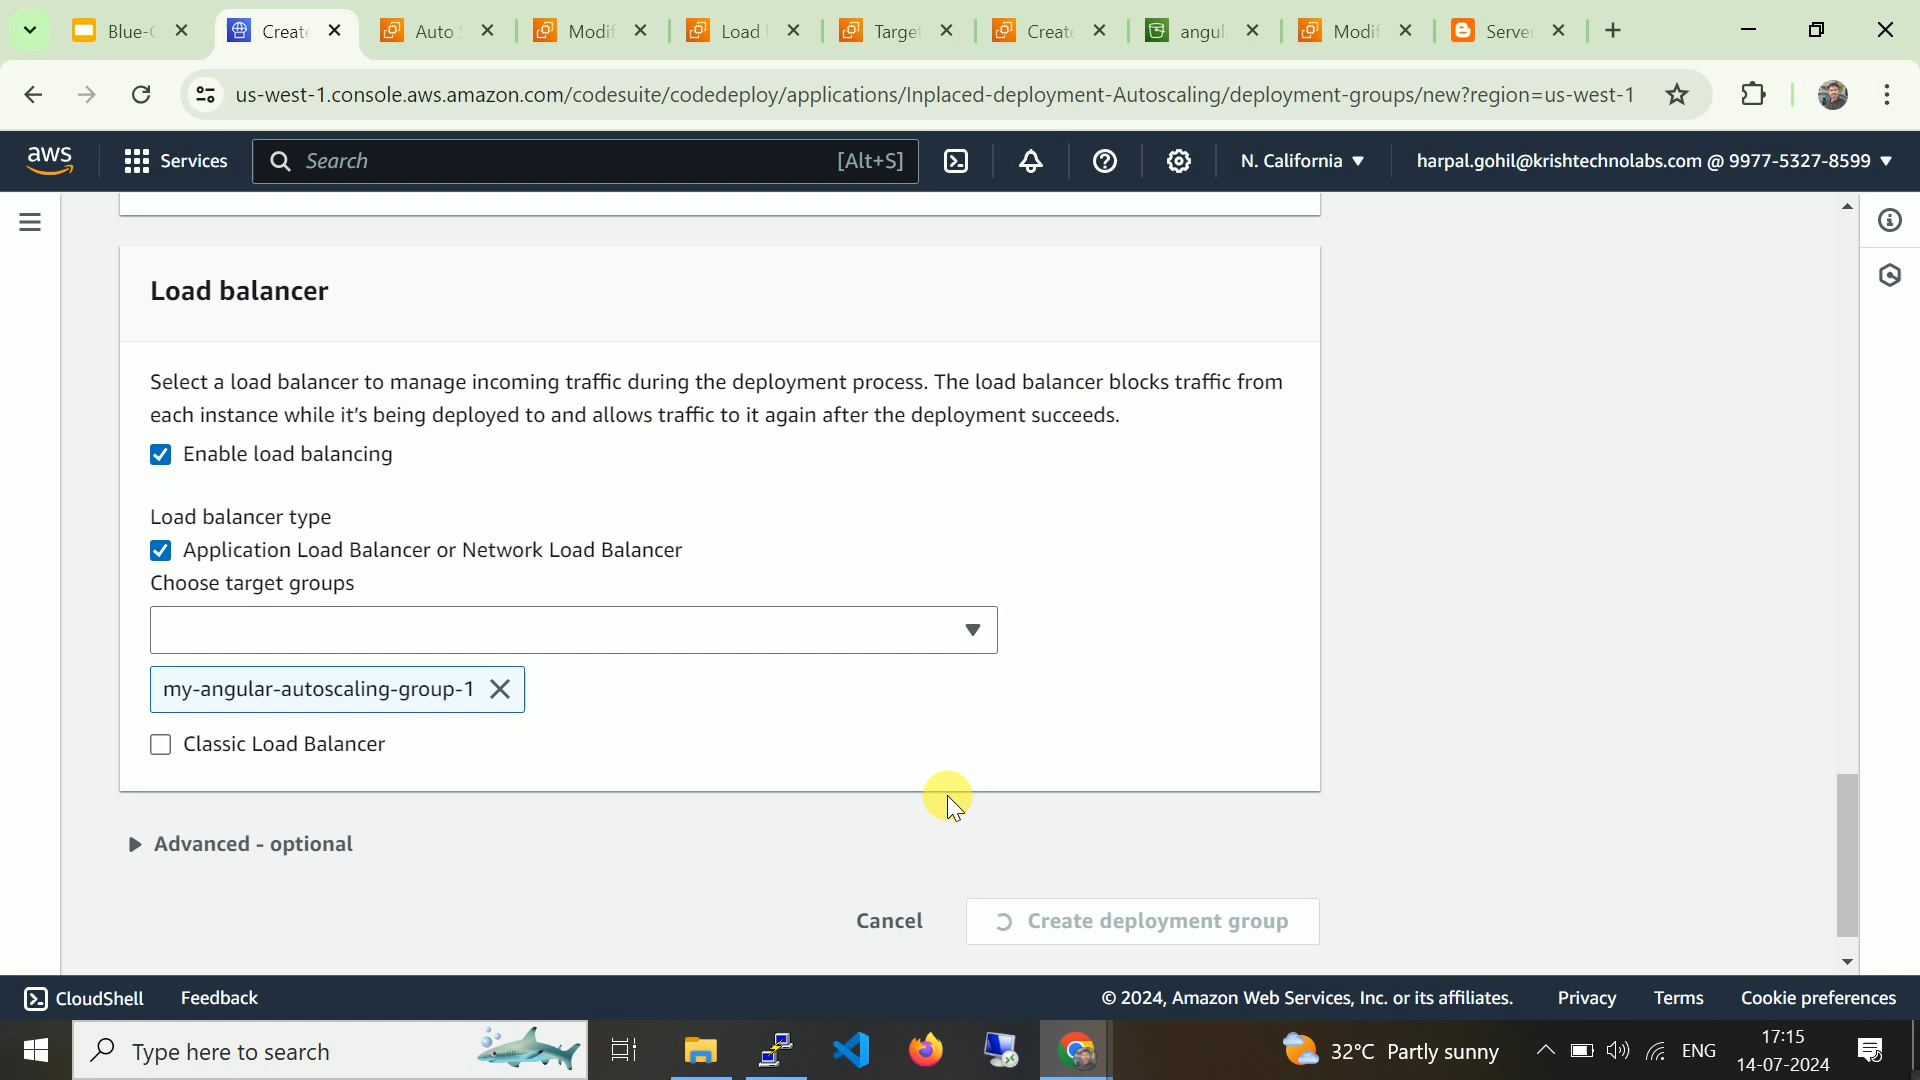 Blue-G
Create
Auto S
Modif
Load
Target
Create
angul
Modif
Server
us-west-1.console.aws.amazon.com/codesuite/codedeploy/applications/Inplaced-deployment-Autoscaling/deployment-groups/new?region=us-west-1
aws
Services
Search
[Alt+S]
N. California
harpal.gohil@krishtechnolabs.com @ 9977-5327-8599
Load balancer
Select a load balancer to manage incoming traffic during the deployment process. The load balancer blocks traffic from
each instance while it's being deployed to and allows traffic to it again after the deployment succeeds.
Enable load balancing
Load balancer type
Application Load Balancer or Network Load Balancer
Choose target groups
my-angular-autoscaling-group-1
Classic Load Balancer
Advanced - optional
Cancel
Create deployment group
CloudShell
Feedback
© 2024, Amazon Web Services, Inc. or its affiliates.
Privacy
Terms
Cookie preferences
Type here to search
32°C Partly sunny
ENG
17:15
14-07-2024